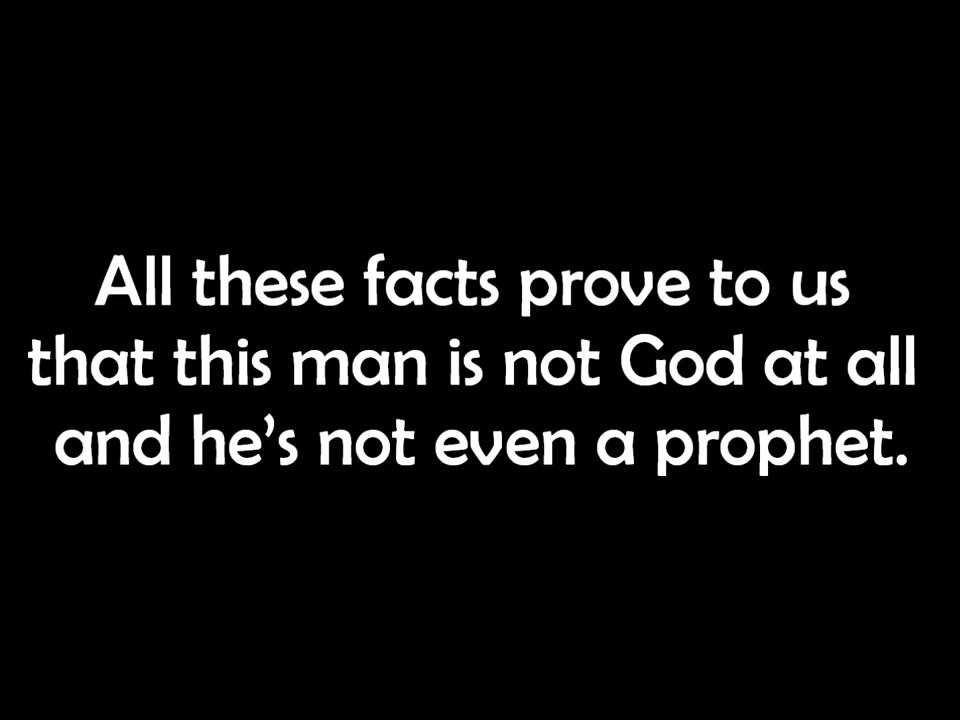 All these facts prove to us
that this man is not God at all
and he's not even a prophet.